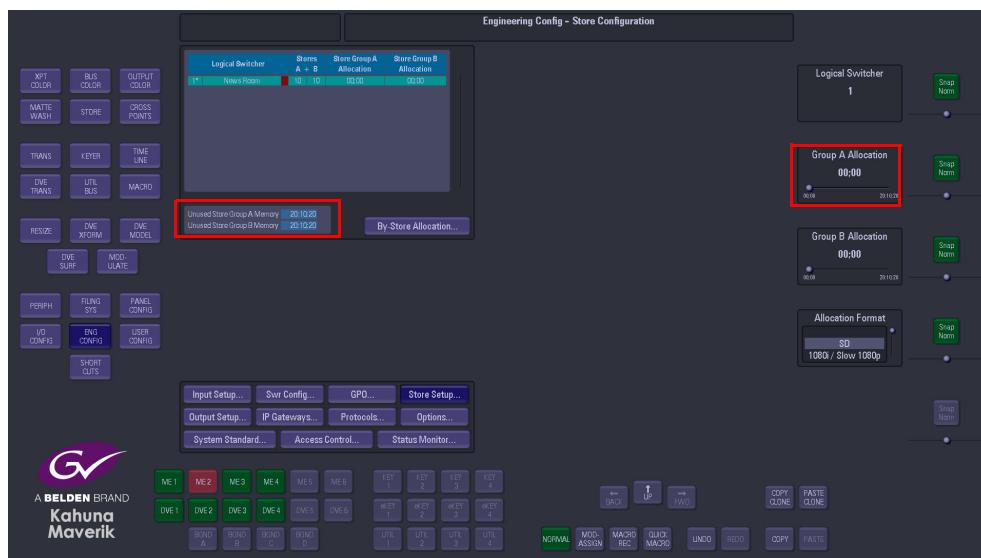 Engineering Config - Store Configuration
Logical Switcher
Stores
A + B
Store Group A
Allocation
Store Group B
Allocation
1* News Room 10 10 00;00 00;00
Unused Store Group A Memory 20:10;20
Unused Store Group B Memory 20:10;20
By-Store Allocation...
XPT
COLOR
BUS
COLOR
OUTPUT
COLOR
MATTE
WASH
STORE
CROSS
POINTS
TRANS
KEYER
TIME
LINE
DVE
TRANS
UTIL
BUS
MACRO
RESIZE
DVE
XFORM
DVE
MODEL
DVE
SURF
MOD-
ULATE
PERIPH
FILING
SYS
PANEL
CONFIG
I/O
CONFIG
ENG
CONFIG
USER
CONFIG
SHORT
CUTS
Logical Switcher
1
Snap
Norm
Group A Allocation
00;00
00;00 20:10;20
Snap
Norm
Group B Allocation
00;00
00;00 20:10;20
Snap
Norm
Allocation Format
SD
1080i / Slow 1080p
Snap
Norm
Snap
Norm
Input Setup... Swr Config... GPO... Store Setup...
Output Setup... IP Gateways... Protocols... Options...
System Standard... Access Control... Status Monitor...
GV
A BELDEN BRAND
Kahuna
Maverik
ME 1 ME 2 ME 3 ME 4 ME 5 ME 6
DVE 1 DVE 2 DVE 3 DVE 4 DVE 5 DVE 6
BOND
A
BOND
B
BOND
C
BOND
D
KEY
1
KEY
2
KEY
3
KEY
4
eKEY
1
eKEY
2
eKEY
3
eKEY
4
UTIL
1
UTIL
2
UTIL
3
UTIL
4
←
BACK
↑
UP
→
FWD
COPY
CLONE
PASTE
CLONE
NORMAL
MOD-
ASSIGN
MACRO
REC
QUICK
MACRO
UNDO
REDO
COPY
PASTE